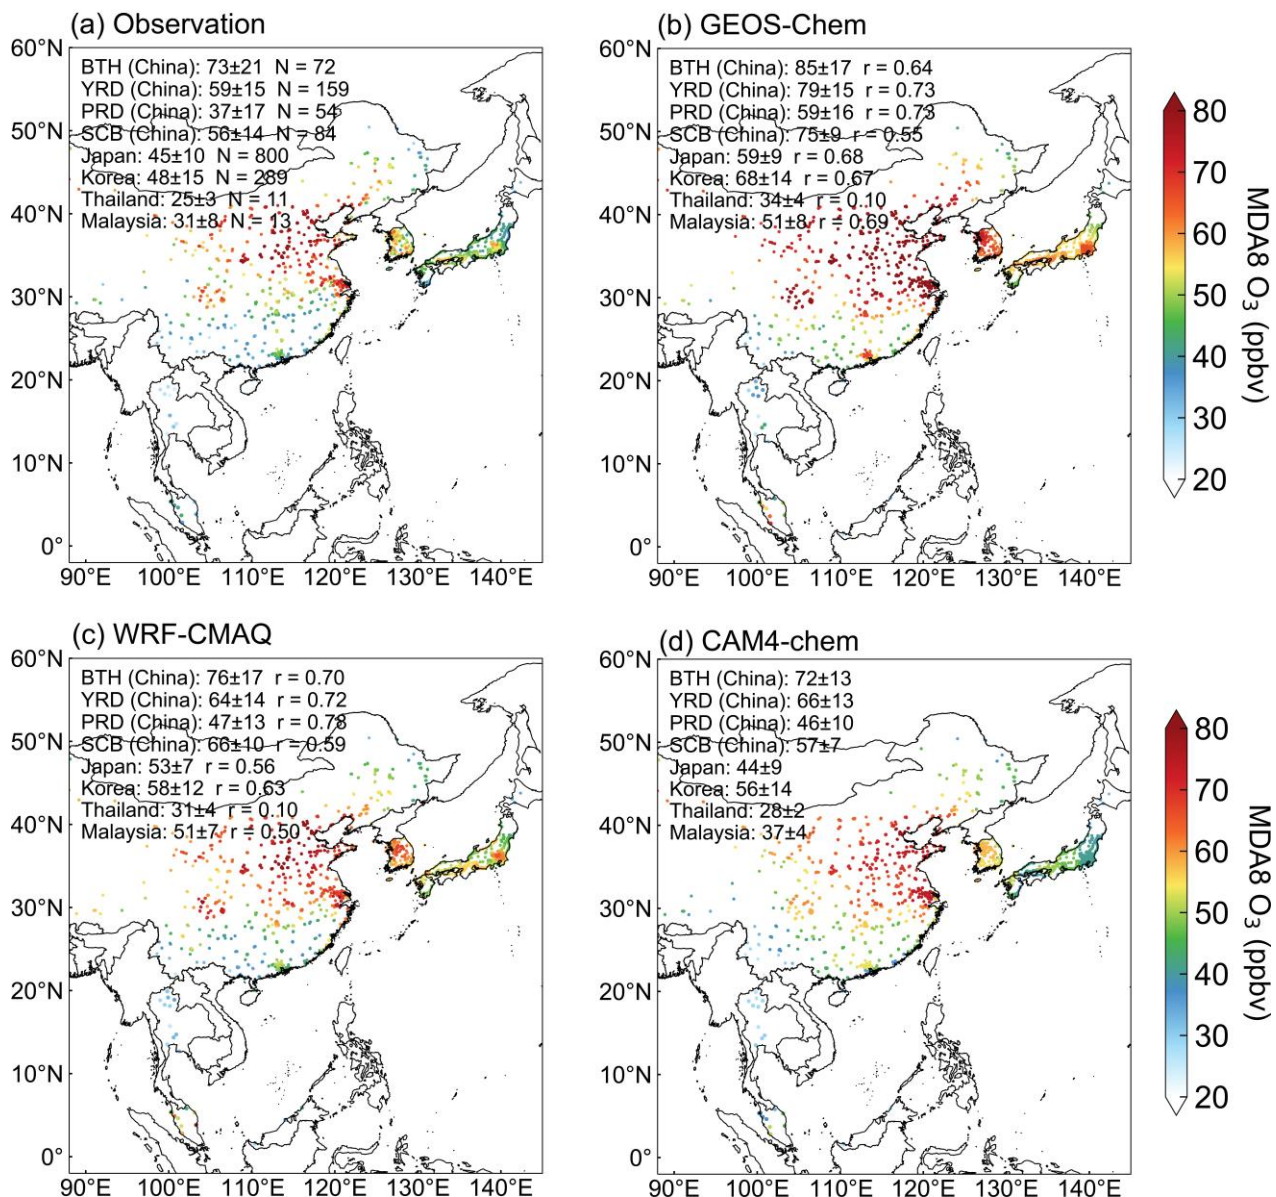 (a) Observation
60°N
50°N
40°N
30°N
20°N
10°N
0°
BTH (China): 73±21 N = 72
YRD (China): 59±15 N = 159
PRD (China): 37±17 N = 54
SCB (China): 56±14 N = 84
Japan: 45±10 N = 800
Korea: 48±15 N = 289
Thailand: 25±3 N = 11
Malaysia: 31±8 N = 13
90°E 100°E 110°E 120°E 130°E 140°E
(b) GEOS-Chem
60°N
50°N
40°N
30°N
20°N
10°N
0°
BTH (China): 85±17 r = 0.64
YRD (China): 79±15 r = 0.73
PRD (China): 59±16 r = 0.73
SCB (China): 75±9 r = 0.55
Japan: 59±9 r = 0.68
Korea: 68±14 r = 0.67
Thailand: 34±4 r = 0.10
Malaysia: 51±8 r = 0.69
90°E 100°E 110°E 120°E 130°E 140°E
80
70
60
50
40
30
20
MDA8 O3 (ppbv)
(c) WRF-CMAQ
60°N
50°N
40°N
30°N
20°N
10°N
0°
BTH (China): 76±17 r = 0.70
YRD (China): 64±14 r = 0.72
PRD (China): 47±13 r = 0.78
SCB (China): 66±10 r = 0.59
Japan: 53±7 r = 0.56
Korea: 58±12 r = 0.63
Thailand: 31±4 r = 0.10
Malaysia: 51±7 r = 0.50
90°E 100°E 110°E 120°E 130°E 140°E
(d) CAM4-chem
60°N
50°N
40°N
30°N
20°N
10°N
0°
BTH (China): 72±13
YRD (China): 66±13
PRD (China): 46±10
SCB (China): 57±7
Japan: 44±9
Korea: 56±14
Thailand: 28±2
Malaysia: 37±4
90°E 100°E 110°E 120°E 130°E 140°E
80
70
60
50
40
30
20
MDA8 O3 (ppbv)